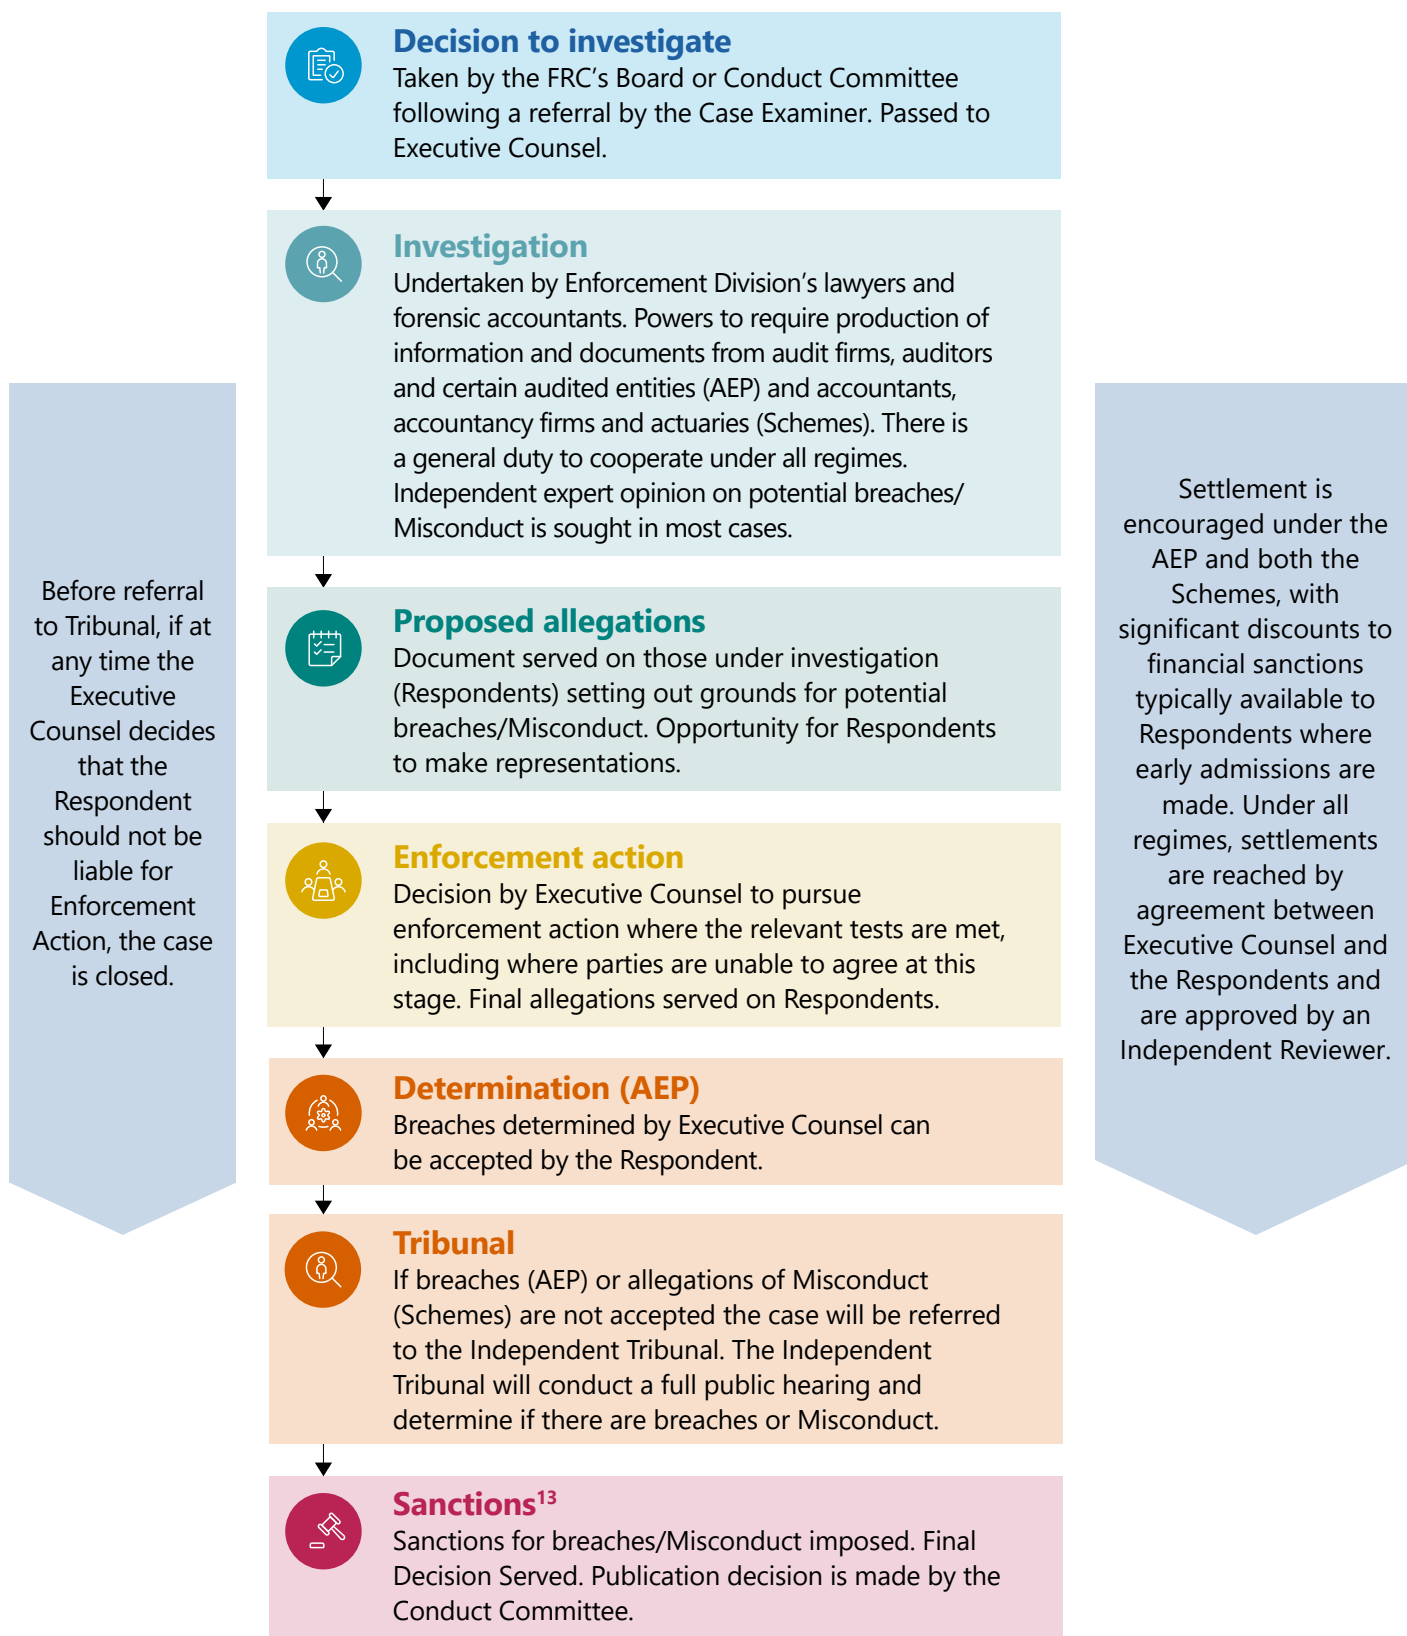 Decision to investigate
Taken by the FRC’s Board or Conduct Committee
following a referral by the Case Examiner. Passed to
Executive Counsel.
Investigation
Undertaken by Enforcement Division’s lawyers and
forensic accountants. Powers to require production of
information and documents from audit firms, auditors
and certain audited entities (AEP) and accountants,
accountancy firms and actuaries (Schemes). There is
a general duty to cooperate under all regimes.
Independent expert opinion on potential breaches/
Misconduct is sought in most cases.
Proposed allegations
Document served on those under investigation
(Respondents) setting out grounds for potential
breaches/Misconduct. Opportunity for Respondents
to make representations.
Enforcement action
Decision by Executive Counsel to pursue
enforcement action where the relevant tests are met,
including where parties are unable to agree at this
stage. Final allegations served on Respondents.
Determination (AEP)
Breaches determined by Executive Counsel can
be accepted by the Respondent.
Tribunal
If breaches (AEP) or allegations of Misconduct
(Schemes) are not accepted the case will be referred
to the Independent Tribunal. The Independent
Tribunal will conduct a full public hearing and
determine if there are breaches or Misconduct.
Sanctions¹³
Sanctions for breaches/Misconduct imposed. Final
Decision Served. Publication decision is made by the
Conduct Committee.
Before referral
to Tribunal, if at
any time the
Executive
Counsel decides
that the
Respondent
should not be
liable for
Enforcement
Action, the case
is closed.
Settlement is
encouraged under the
AEP and both the
Schemes, with
significant discounts to
financial sanctions
typically available to
Respondents where
early admissions are
made. Under all
regimes, settlements
are reached by
agreement between
Executive Counsel and
the Respondents and
are approved by an
Independent Reviewer.